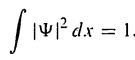 ∫ |Ψ|² dx = 1.